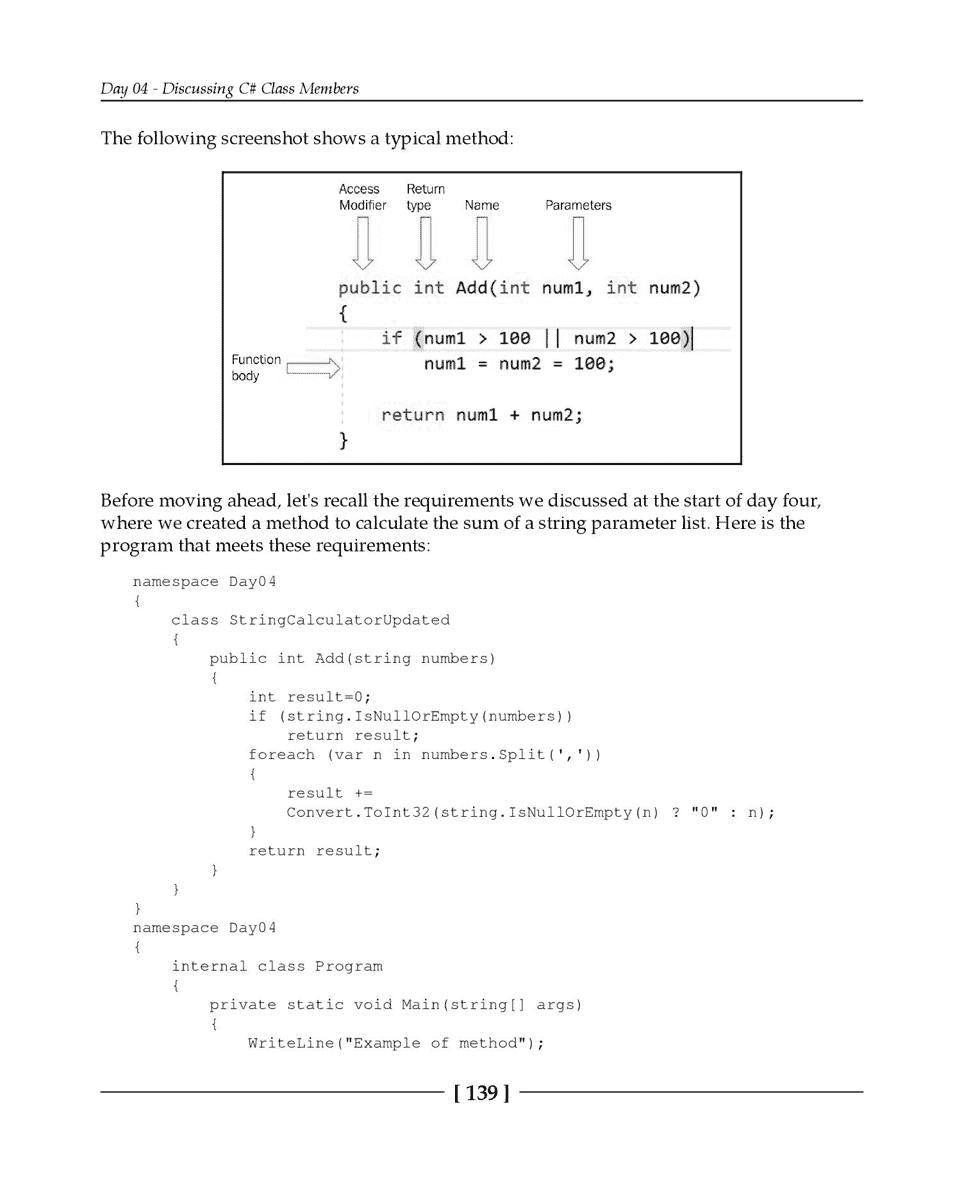 Day 04 - Discussing C# Class Members
The following screenshot shows a typical method:
Access Return
Modifier type Name Parameters
public int Add(int num1, int num2)
{
if (num1 > 100 || num2 > 100)
Function
body
num1 = num2 = 100;
return num1 + num2;
}
Before moving ahead, let's recall the requirements we discussed at the start of day four,
where we created a method to calculate the sum of a string parameter list. Here is the
program that meets these requirements:
namespace Day04
{
class StringCalculatorUpdated
{
public int Add(string numbers)
{
int result=0;
if (string.IsNullOrEmpty(numbers))
return result;
foreach (var n in numbers.Split(','))
{
result +=
Convert.ToInt32(string.IsNullOrEmpty(n) ? "0" : n);
}
return result;
}
}
}
namespace Day04
{
internal class Program
{
private static void Main(string[] args)
{
WriteLine("Example of method");
[ 139 ]